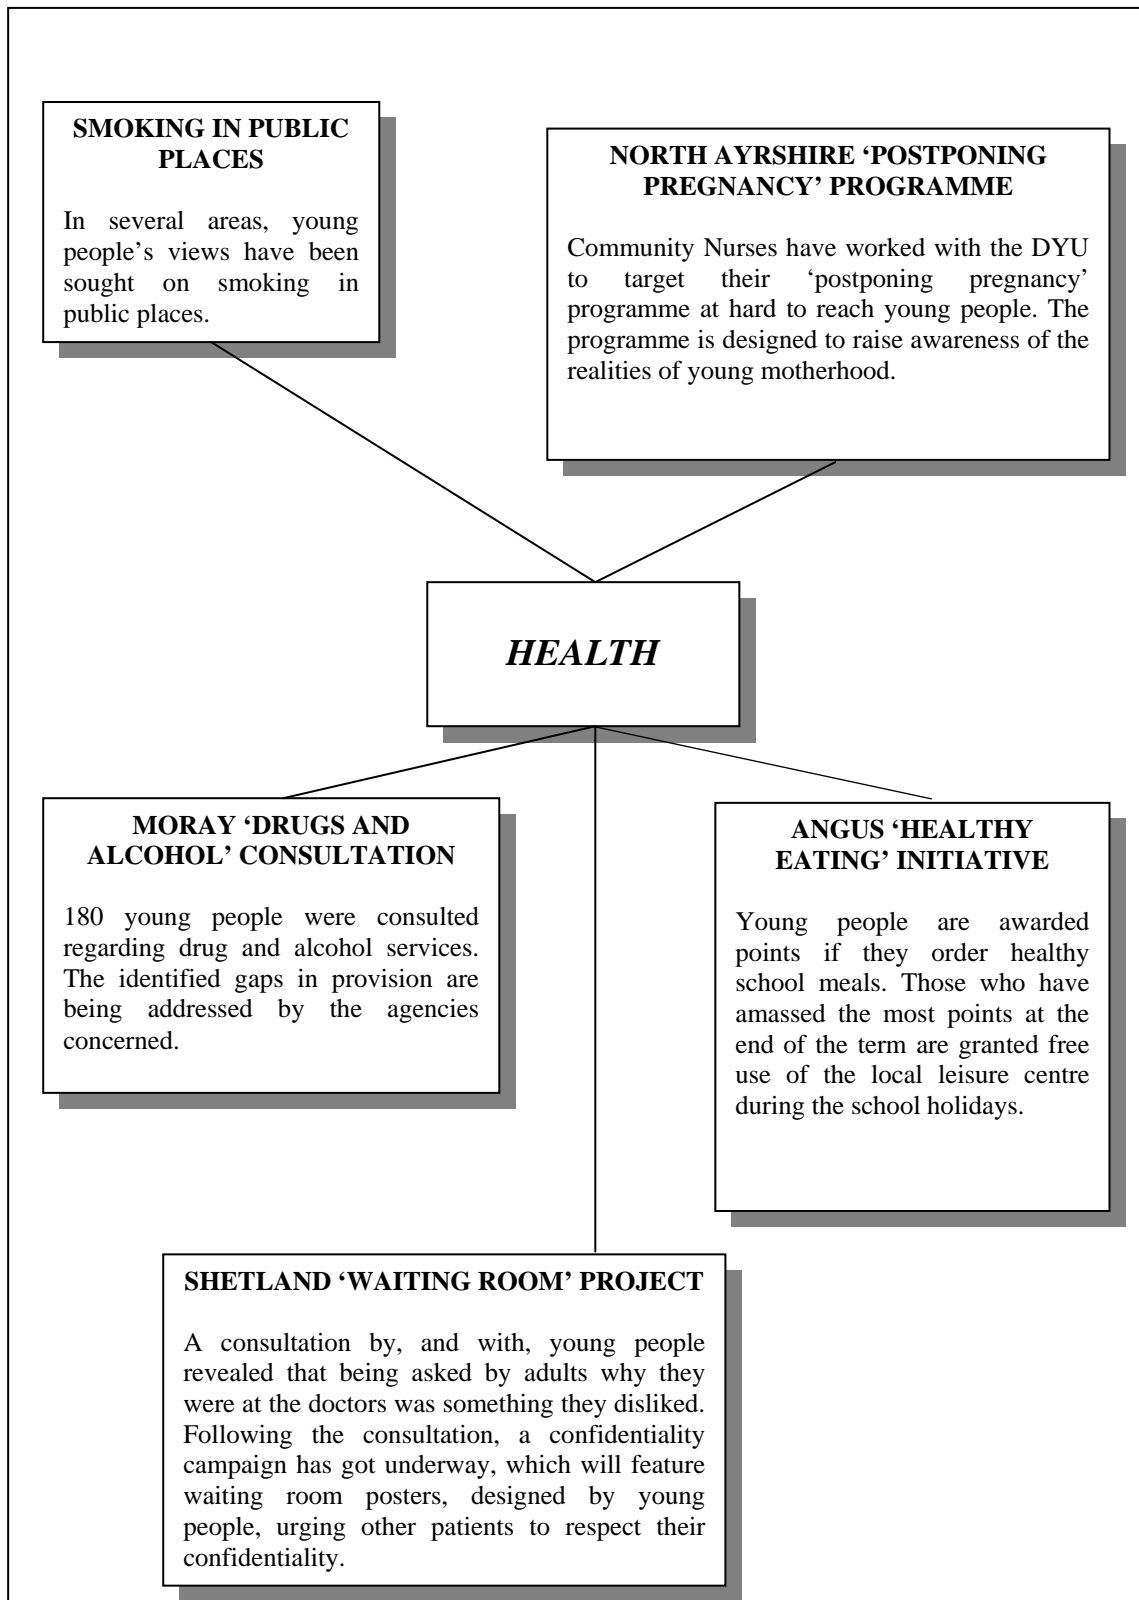 SMOKING IN PUBLIC
PLACES
In several areas, young
people’s views have been
sought on smoking in
public places.
NORTH AYRSHIRE ‘POSTPONING
PREGNANCY’ PROGRAMME
Community Nurses have worked with the DYU
to target their ‘postponing pregnancy’
programme at hard to reach young people. The
programme is designed to raise awareness of the
realities of young motherhood.
HEALTH
MORAY ‘DRUGS AND
ALCOHOL’ CONSULTATION
180 young people were consulted
regarding drug and alcohol services.
The identified gaps in provision are
being addressed by the agencies
concerned.
ANGUS ‘HEALTHY
EATING’ INITIATIVE
Young people are awarded
points if they order healthy
school meals. Those who have
amassed the most points at the
end of the term are granted free
use of the local leisure centre
during the school holidays.
SHETLAND ‘WAITING ROOM’ PROJECT
A consultation by, and with, young people
revealed that being asked by adults why they
were at the doctors was something they disliked.
Following the consultation, a confidentiality
campaign has got underway, which will feature
waiting room posters, designed by young
people, urging other patients to respect their
confidentiality.